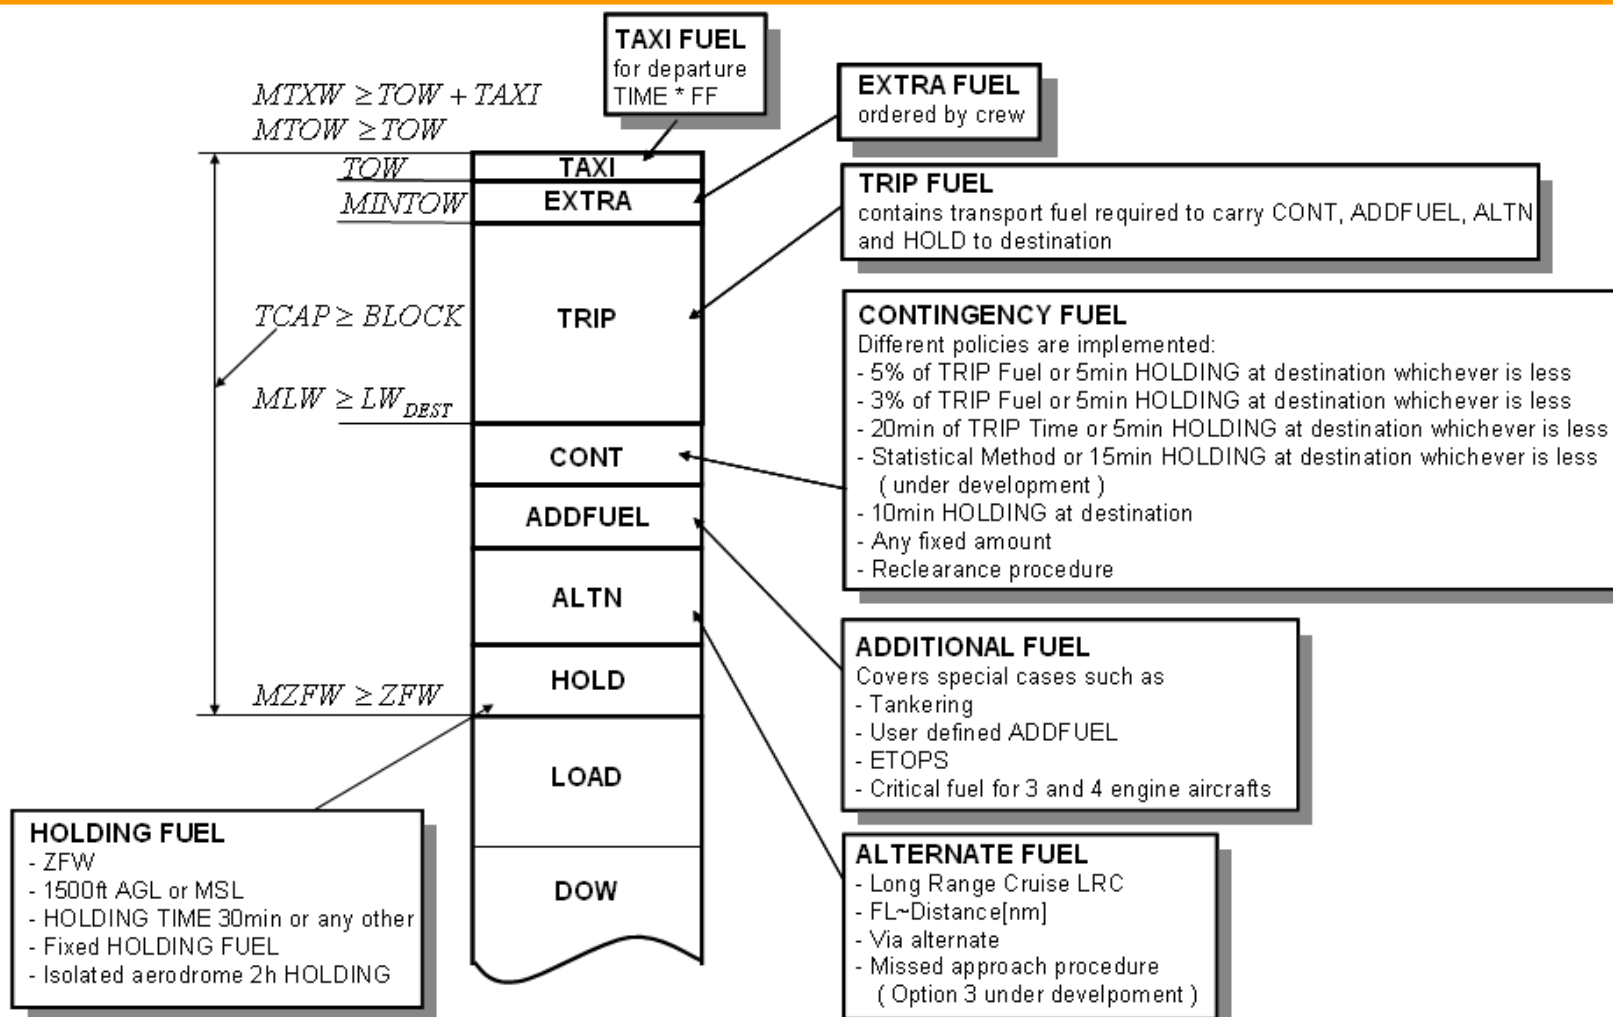 TAXI FUEL
for departure
TIME * FF
EXTRA FUEL
ordered by crew
MTXW ≥ TOW + TAXI
MTOW ≥ TOW
TOW
MINTOW
TCAP ≥ BLOCK
MLW ≥ LW DEST
MZFW ≥ ZFW
TAXI
EXTRA
TRIP
CONT
ADDFUEL
ALTN
HOLD
LOAD
DOW
TRIP FUEL
contains transport fuel required to carry CONT, ADDFUEL, ALTN
and HOLD to destination
CONTINGENCY FUEL
Different policies are implemented:
- 5% of TRIP Fuel or 5min HOLDING at destination whichever is less
- 3% of TRIP Fuel or 5min HOLDING at destination whichever is less
- 20min of TRIP Time or 5min HOLDING at destination whichever is less
- Statistical Method or 15min HOLDING at destination whichever is less
( under development )
- 10min HOLDING at destination
- Any fixed amount
- Reclearance procedure
ADDITIONAL FUEL
Covers special cases such as
- Tankering
- User defined ADDFUEL
- ETOPS
- Critical fuel for 3 and 4 engine aircrafts
ALTERNATE FUEL
- Long Range Cruise LRC
- FL~Distance[nm]
- Via alternate
- Missed approach procedure
( Option 3 under develpoment )
HOLDING FUEL
- ZFW
- 1500ft AGL or MSL
- HOLDING TIME 30min or any other
- Fixed HOLDING FUEL
- Isolated aerodrome 2h HOLDING